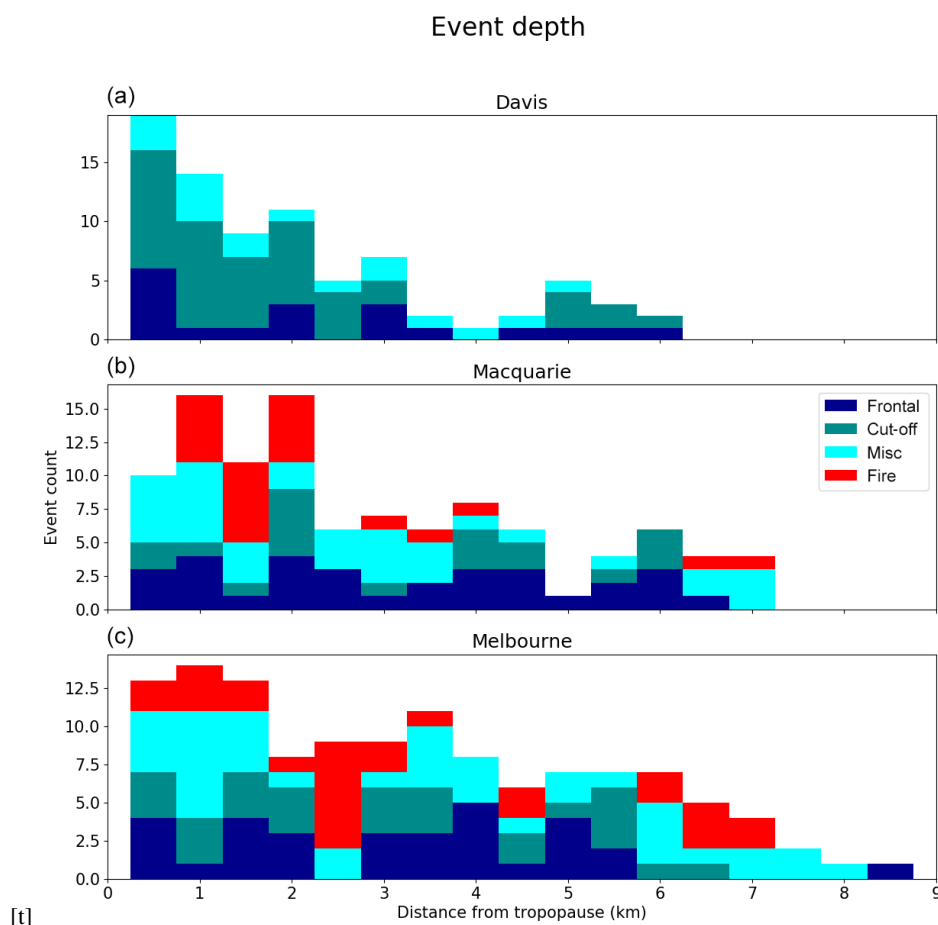 Event depth
(a)
Davis
15
10
5
0
(b)
Macquarie
15.0
12.5
10.0
7.5
5.0
2.5
0.0
Event count
Frontal
Cut-off
Misc
Fire
(c)
Melbourne
12.5
10.0
7.5
5.0
2.5
0.0
0 1 2 3 4 5 6 7 8 9
Distance from tropopause (km)
[t]